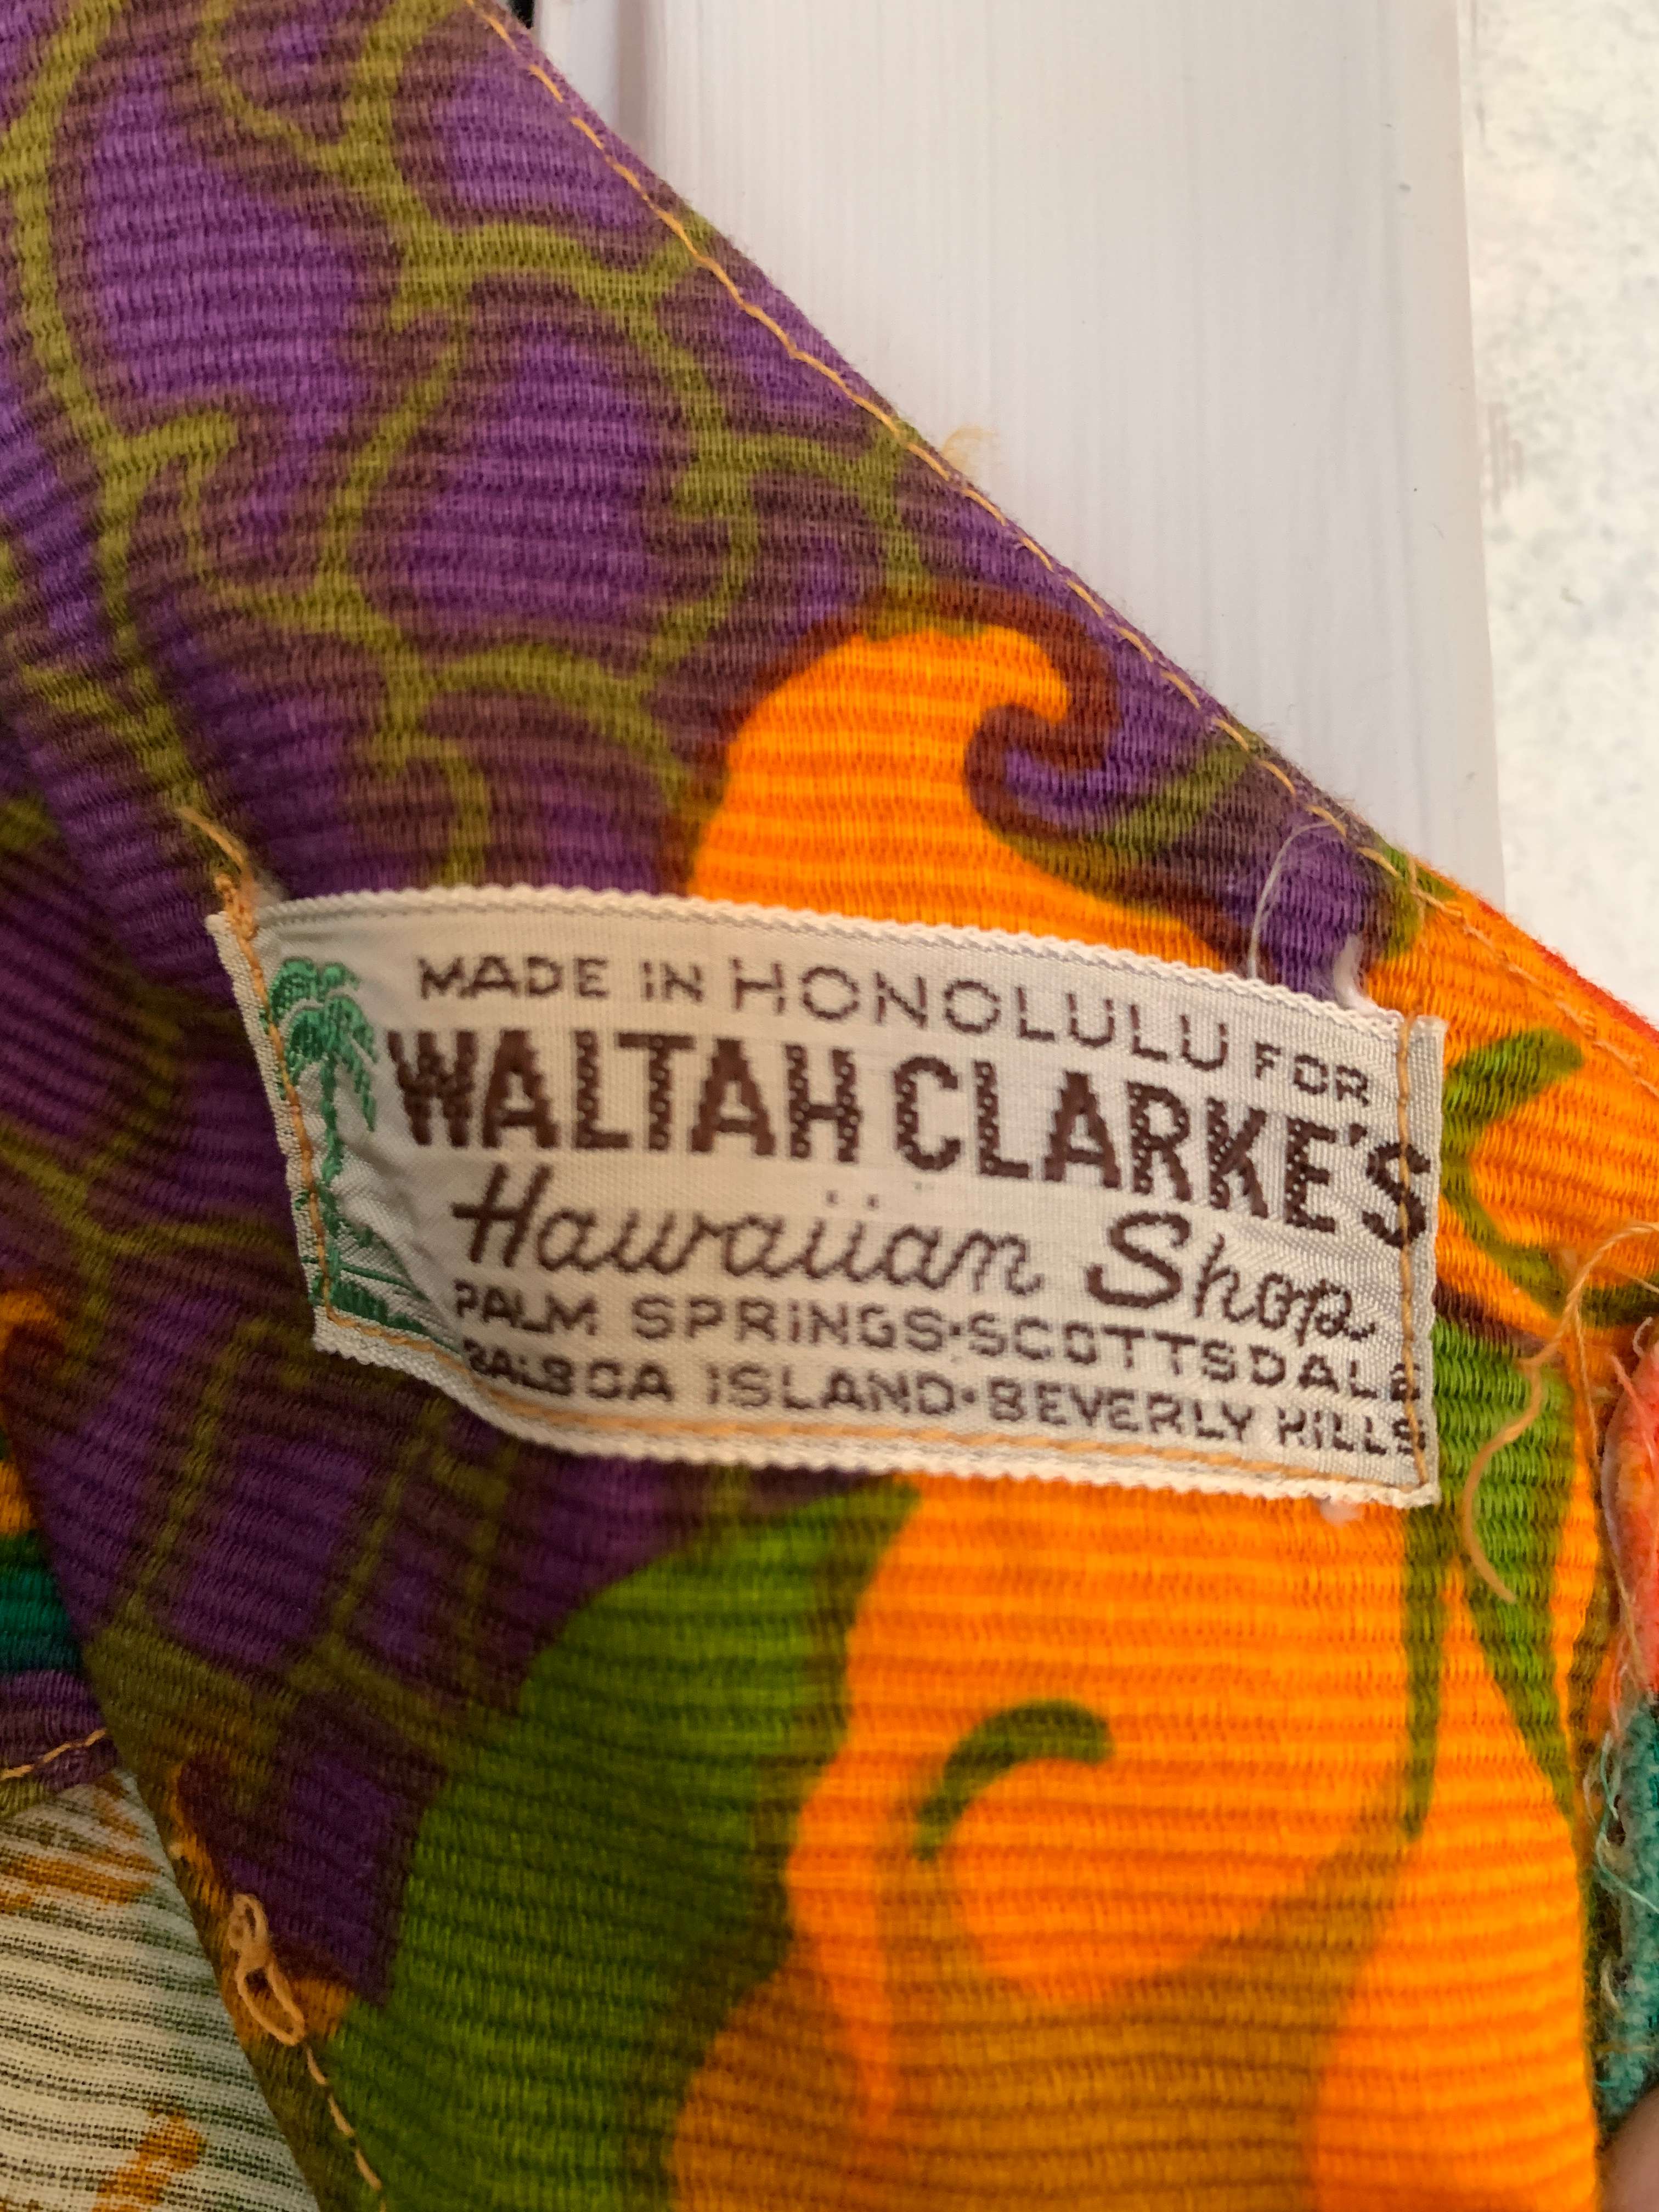 MADE IN HONOLULU FOR
WALTAH CLARKE'S
Hawaiian Shop
PALM SPRINGS·SCOTTSDALE
BALBOA ISLAND·BEVERLY HILLS